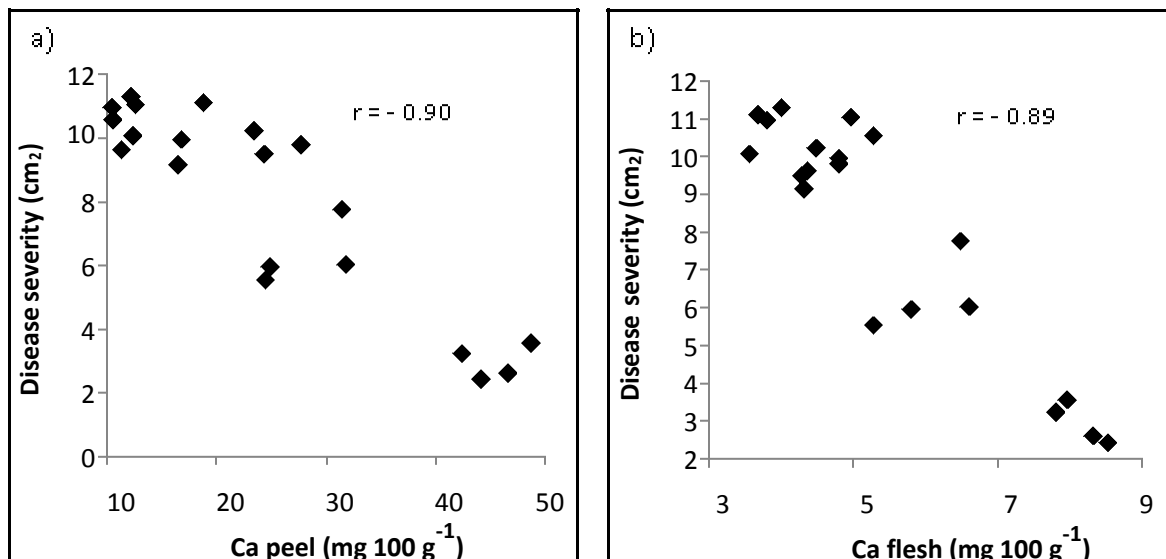 a)
r = - 0.90
Disease severity (cm₂)
12
10
8
6
4
2
0
10 20 30 40 50
Ca peel (mg 100 g⁻¹)
b)
r = - 0.89
Disease severity (cm₂)
12
11
10
9
8
7
6
5
4
3
2
3 5 7 9
Ca flesh (mg 100 g⁻¹)